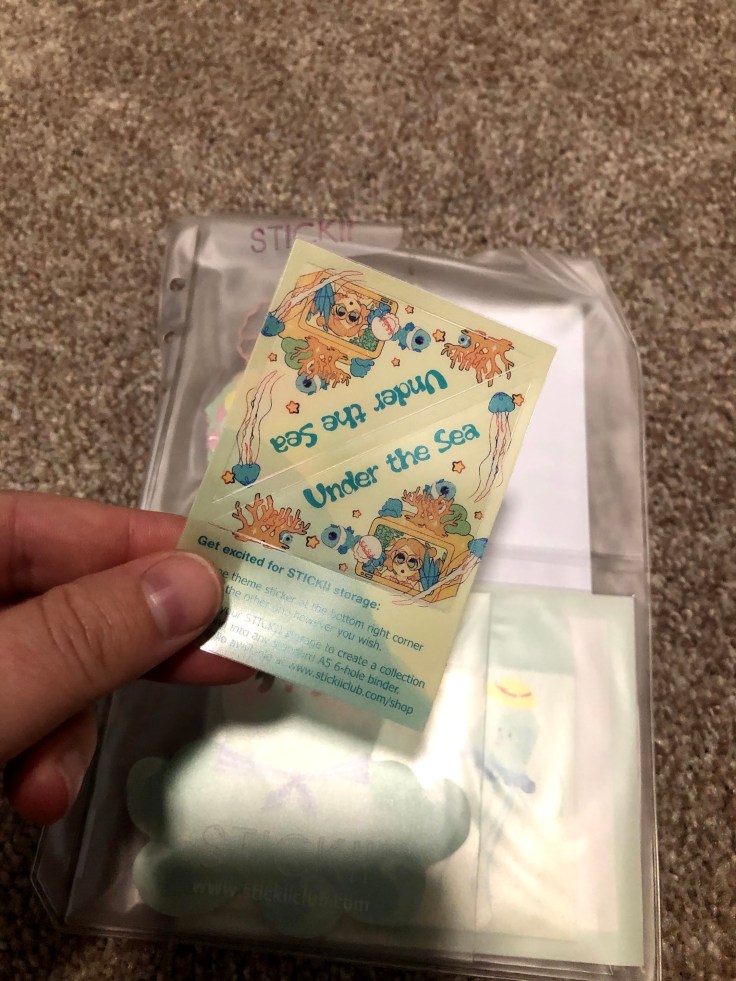 STICKII
Under the Sea
Under the Sea
Get excited for STICKII storage:
theme sticker at the bottom right corner
the other one however you wish.
STICKII package to create a collection
into any standard A5 6-hole binder.
www.stickiiclub.com/shop
STICKII
www.stickiiclub.com